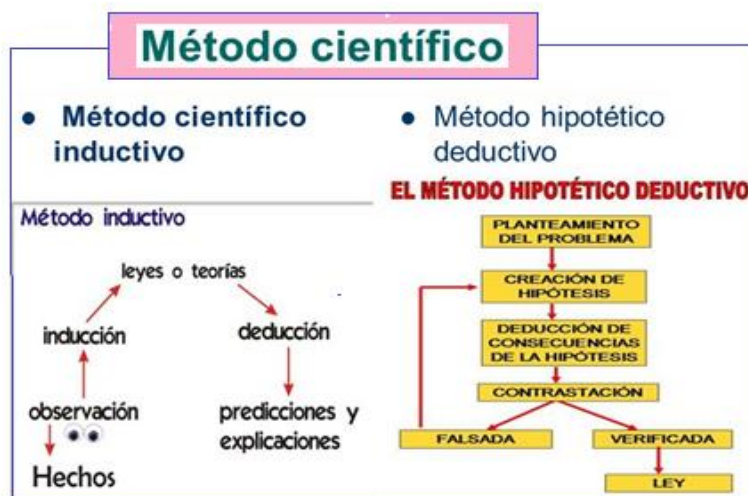 Método científico
● Método científico
inductivo
Método inductivo
leyes o teorías
inducción
deducción
observación
predicciones y
explicaciones
Hechos
● Método hipotético
deductivo
EL MÉTODO HIPOTÉTICO DEDUCTIVO
PLANTEAMIENTO
DEL PROBLEMA
CREACIÓN DE
HIPÓTESIS
DEDUCCIÓN DE
CONSECUENCIAS
DE LA HIPÓTESIS
CONTRASTACIÓN
FALSADA
VERIFICADA
LEY